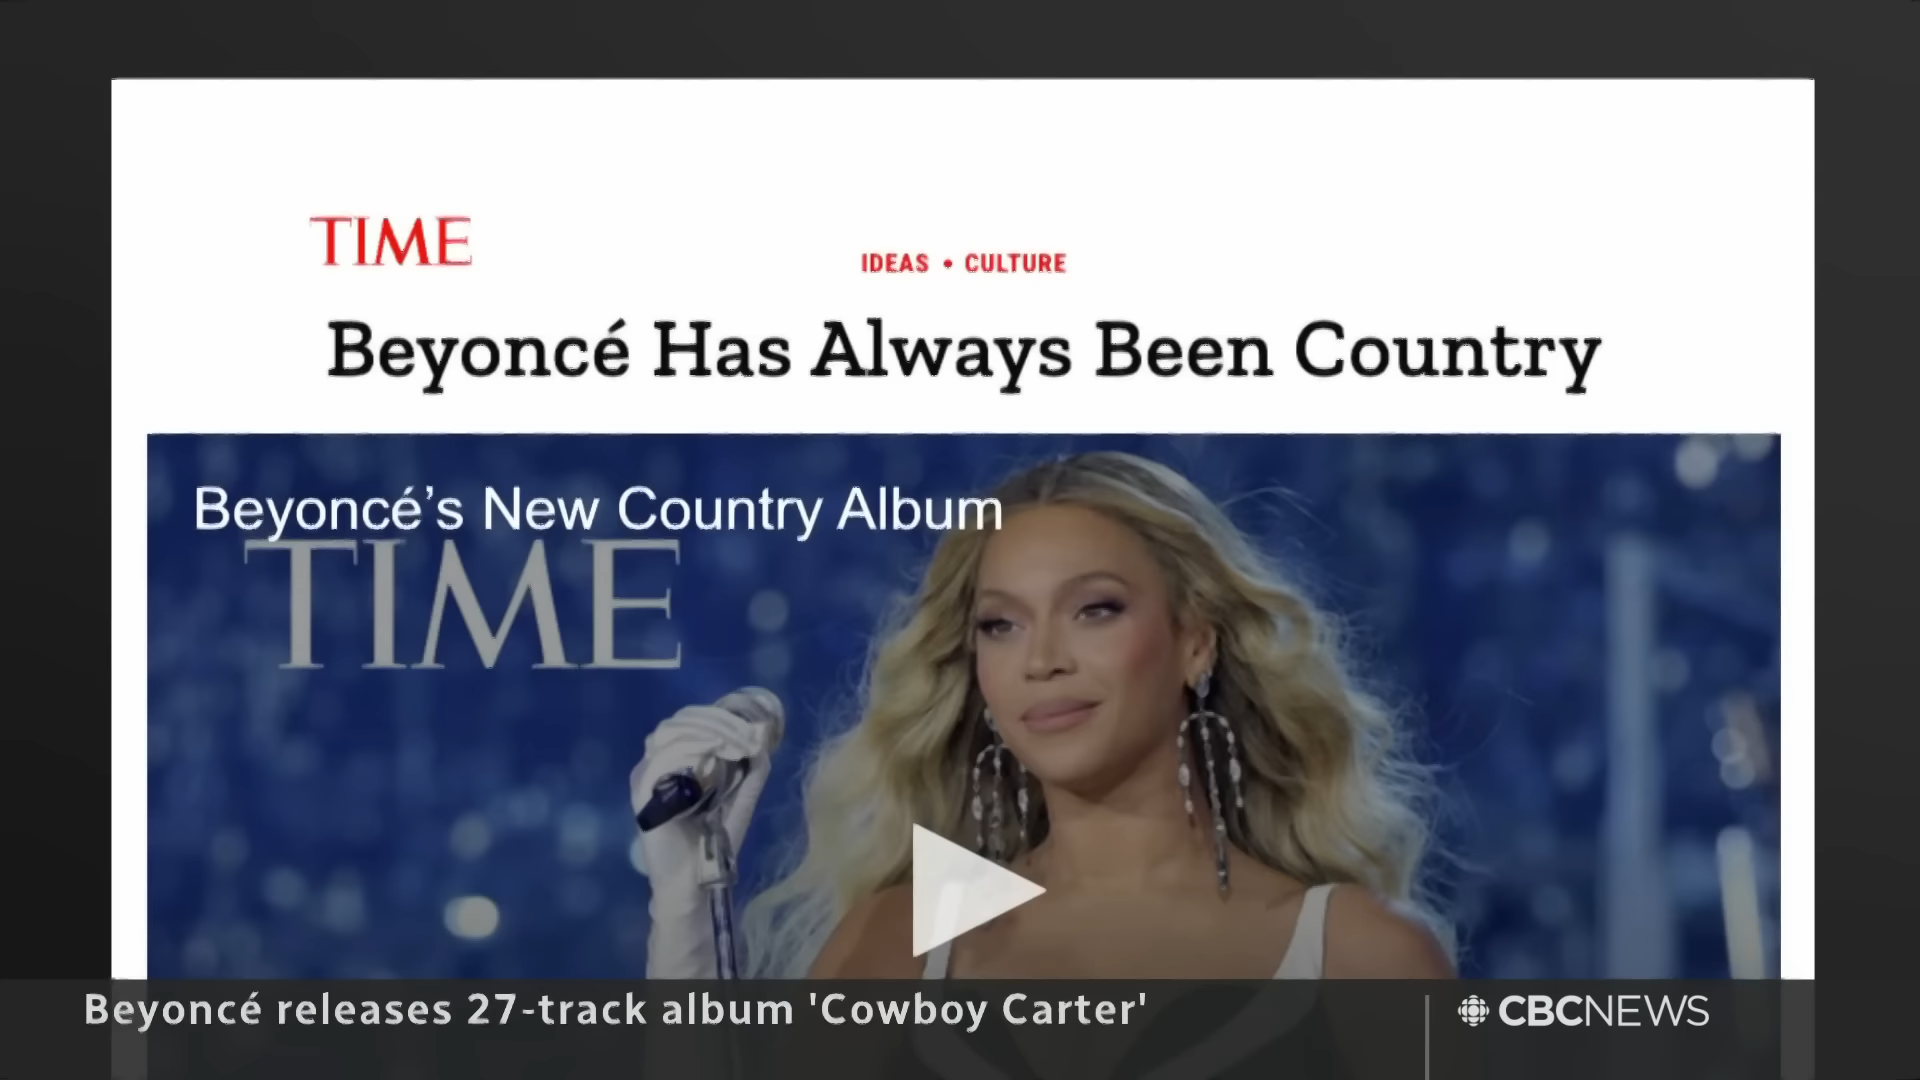 TIME
IDEAS • CULTURE
Beyoncé Has Always Been Country
Beyoncé’s New Country Album
TIME
Beyoncé releases 27-track album 'Cowboy Carter'
CBCNEWS